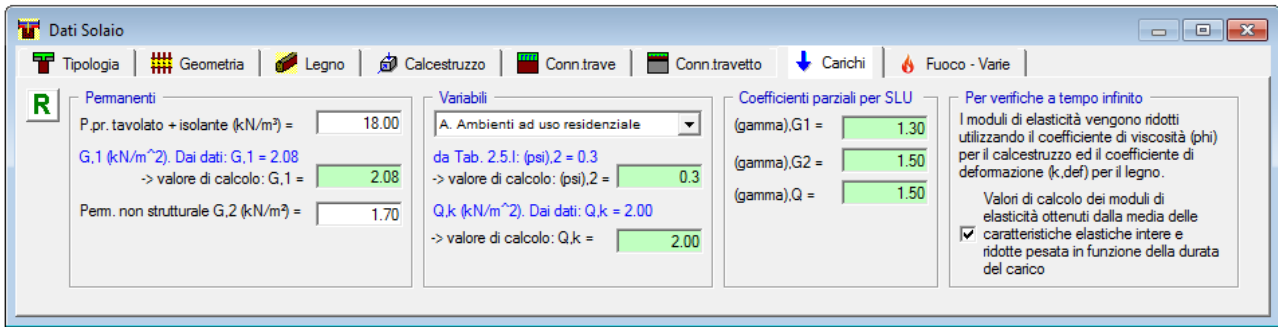 Dati Solaio
Tipologia
Geometria
Legno
Calcestruzzo
Conn.trave
Conn.travetto
Carichi
Fuoco - Varie
R
Permanenti
P.pr. tavolato + isolante (kN/m³) = 18.00
G,1 (kN/m^2). Dai dati: G,1 = 2.08
-> valore di calcolo: G,1 = 2.08
Perm. non strutturale G,2 (kN/m²) = 1.70
Variabili
A. Ambienti ad uso residenziale
da Tab. 2.5.I: (psi),2 = 0.3
-> valore di calcolo: (psi),2 = 0.3
Q,k (kN/m^2). Dai dati: Q,k = 2.00
-> valore di calcolo: Q,k = 2.00
Coefficienti parziali per SLU
(gamma),G1 = 1.30
(gamma),G2 = 1.50
(gamma),Q = 1.50
Per verifiche a tempo infinito
I moduli di elasticità vengono ridotti
utilizzando il coefficiente di viscosità (phi)
per il calcestruzzo ed il coefficiente di
deformazione (k,def) per il legno.
Valori di calcolo dei moduli di
elasticità ottenuti dalla media delle
caratteristiche elastiche intere e
ridotte pesata in funzione della durata
del carico